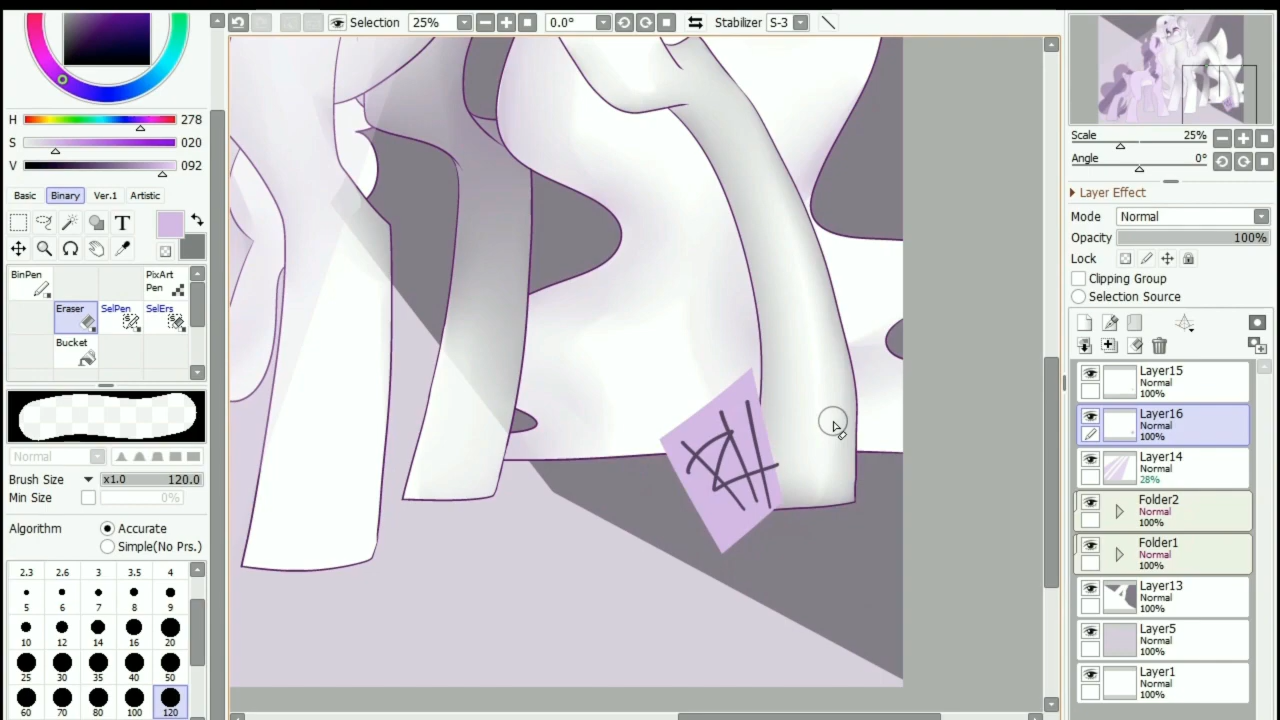 Selection 25% 0.0° Stabilizer S-3
H 278
S 020
V 092
Basic Binary Ver.1 Artistic
T
BinPen PixArt Pen
Eraser SelPen SelErs
Bucket
Normal
Brush Size x1.0 120.0
Min Size 0%
Algorithm Accurate
Simple(No Prs.)
2.3 2.6 3 3.5 4
5 6 7 8 9
10 12 14 16 20
25 30 35 40 50
60 70 80 100 120
Scale 25%
Angle 0°
Layer Effect
Mode Normal
Opacity 100%
Lock
Clipping Group
Selection Source
Layer15
Normal
100%
Layer16
Normal
100%
Layer14
Normal
28%
Folder2
Normal
100%
Folder1
Normal
100%
Layer13
Normal
100%
Layer5
Normal
100%
Layer1
Normal
100%